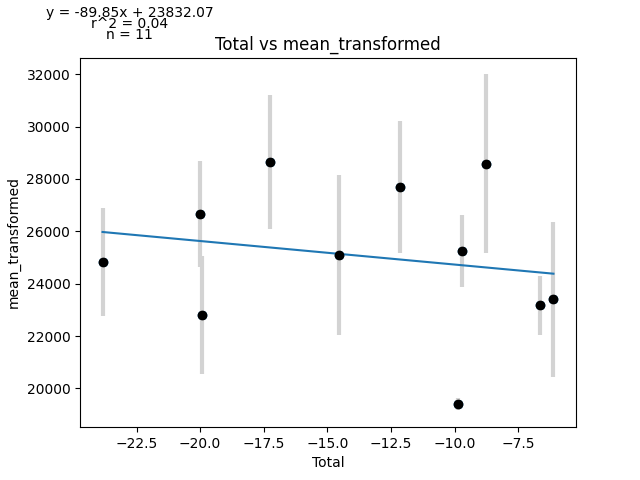 y = -89.85x + 23832.07
r^2 = 0.04
n = 11
Total vs mean_transformed
32000
30000
28000
26000
24000
22000
20000
mean_transformed
−22.5 −20.0 −17.5 −15.0 −12.5 −10.0 −7.5
Total